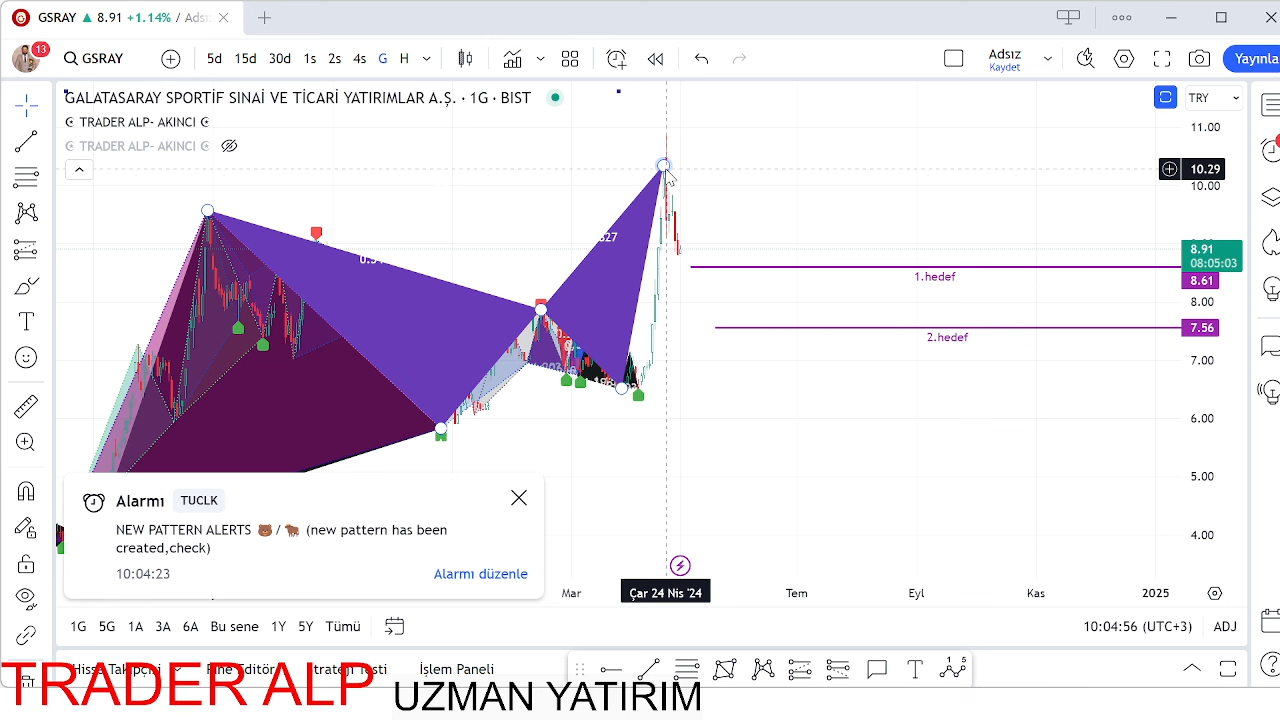 GSRAY ▲ 8.91 +1.14% / Adsız
13
GSRAY
5d 15d 30d 1s 2s 4s G H
Adsız
Kaydet
Yayınla
GALATASARAY SPORTİF SINAİ VE TİCARİ YATIRIMLAR A.Ş. · 1G · BIST
TRY
☪ TRADER ALP- AKINCI ☪
☪ TRADER ALP- AKINCI ☪
11.00
10.29
10.00
8.91
08:05:03
8.61
8.00
7.56
7.00
6.00
5.00
4.00
1.hedef
2.hedef
Alarmı TUCLK
NEW PATTERN ALERTS 🐻 / 🐂 (new pattern has been
created,check)
10:04:23
Alarmı düzenle
Mar
Çar 24 Nis '24
Tem
Eyl
Kas
2025
1G 5G 1A 3A 6A Bu sene 1Y 5Y Tümü
10:04:56 (UTC+3)
ADJ
İşlem Paneli
TRADER ALP
UZMAN YATIRIM